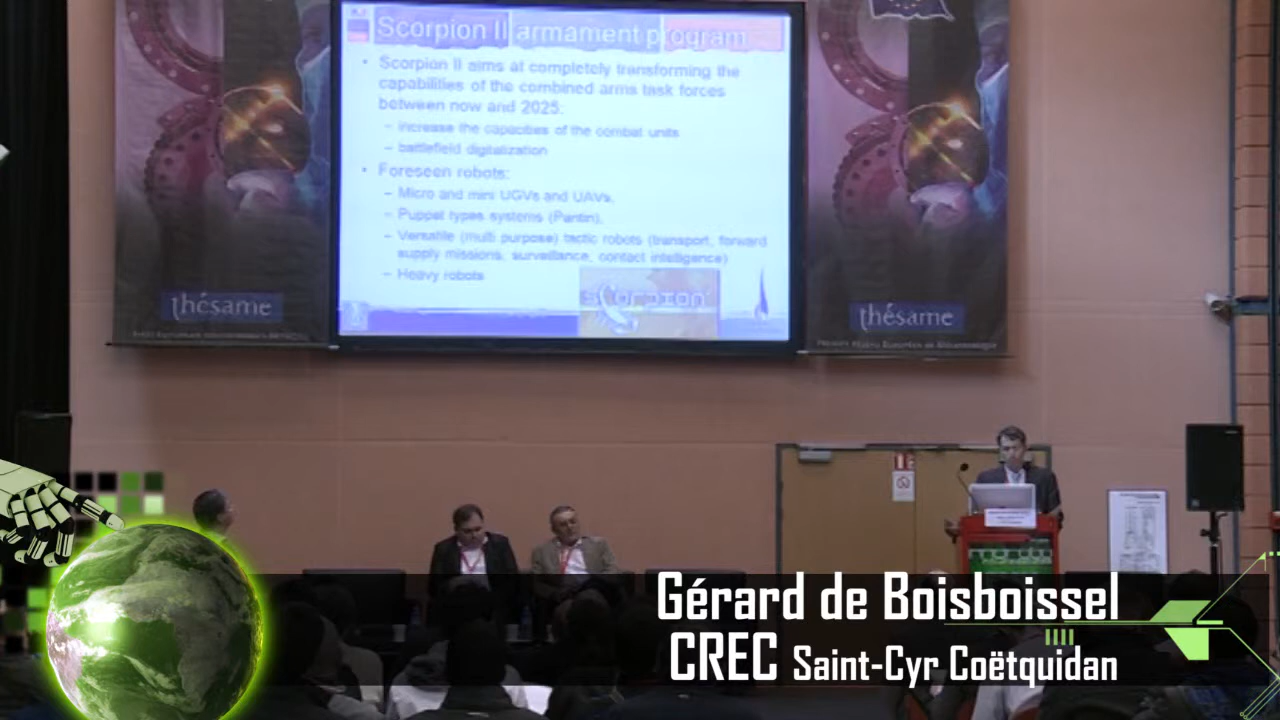 Scorpion II armament program
• Scorpion II aims at completely transforming the
capabilities of the combined arms task forces
between now and 2025:
– increase the capacities of the combat units
– battlefield digitalization
• Foreseen robots:
– Micro and mini UGVs and UAVs,
– Puppet types systems (Pantin),
– Versatile (multi purpose) tactic robots (transport, forward
supply missions, surveillance, contact intelligence)
– Heavy robots
scorpion
thésame
thésame
Gérard de Boisboissel
CREC Saint-Cyr Coëtquidan